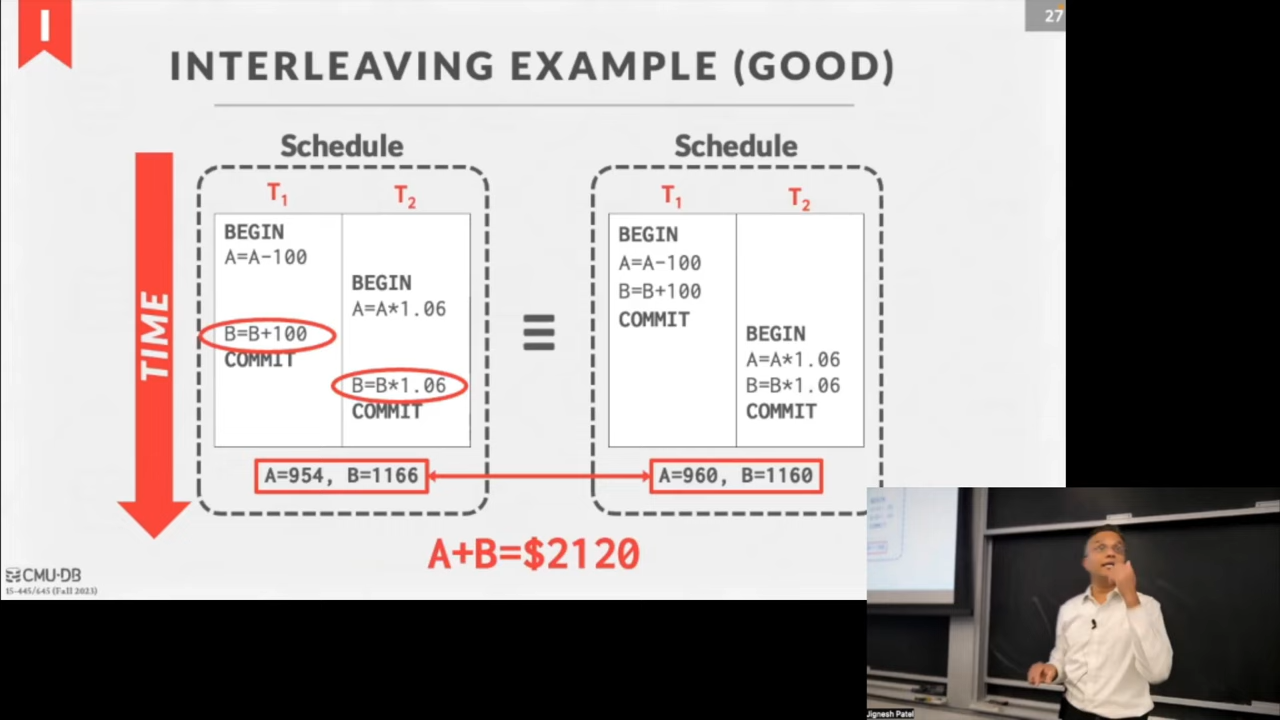 I
27
INTERLEAVING EXAMPLE (GOOD)
TIME
Schedule
T1
T2
BEGIN
A=A-100
BEGIN
A=A*1.06
B=B+100
COMMIT
B=B*1.06
COMMIT
A=954, B=1166
≡
Schedule
T1
T2
BEGIN
A=A-100
B=B+100
COMMIT
BEGIN
A=A*1.06
B=B*1.06
COMMIT
A=960, B=1160
A+B=$2120
CMU·DB
15-445/645 (Fall 2023)
Jignesh Patel